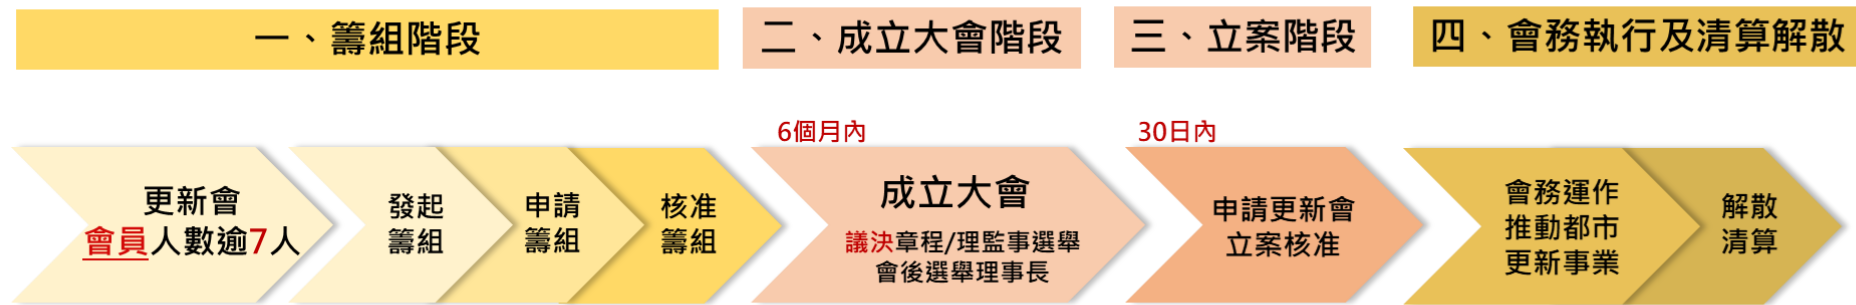 一、籌組階段
二、成立大會階段
三、立案階段
四、會務執行及清算解散
更新會
會員人數逾7人
發起
籌組
申請
籌組
核准
籌組
6個月內
成立大會
議決章程/理監事選舉
會後選舉理事長
30日內
申請更新會
立案核准
會務運作
推動都市
更新事業
解散
清算